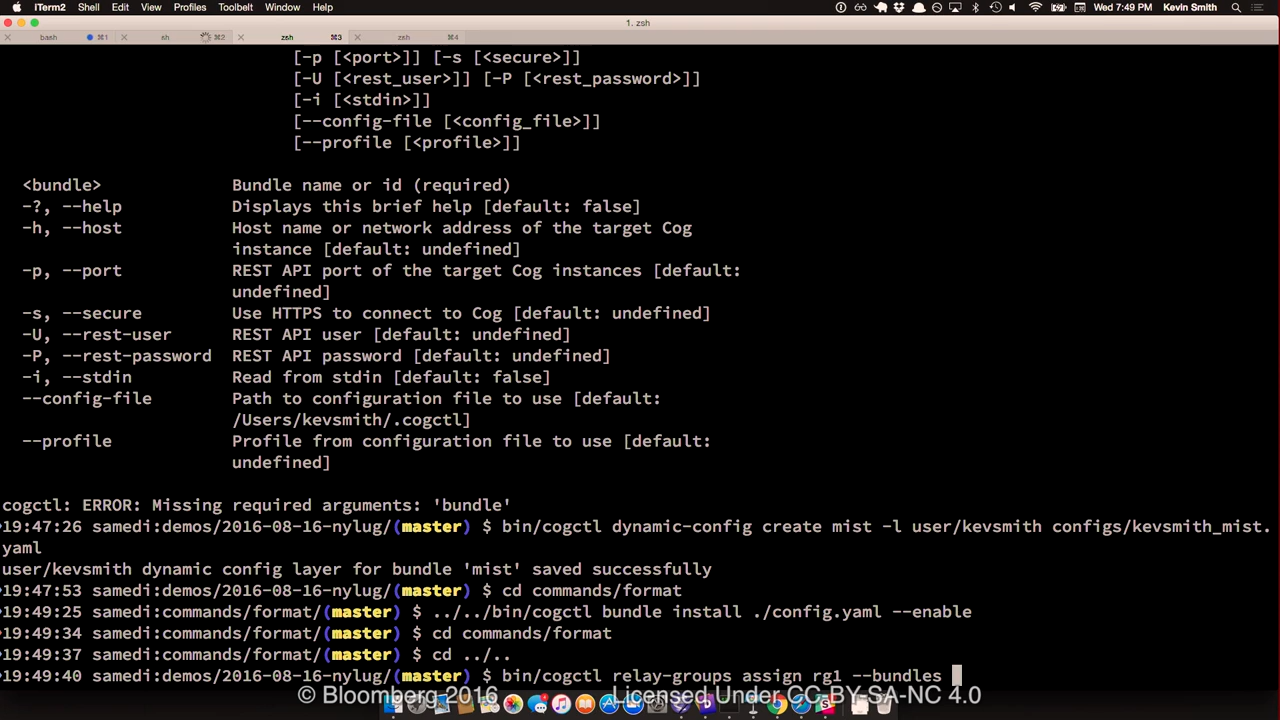 iTerm2 Shell Edit View Profiles Toolbelt Window Help Wed 7:49 PM Kevin Smith
1. zsh
bash ⌘1 sh ⌘2 zsh ⌘3 zsh ⌘4
[-p [<port>]] [-s [<secure>]]
[-U [<rest_user>]] [-P [<rest_password>]]
[-i [<stdin>]]
[--config-file [<config_file>]]
[--profile [<profile>]]
<bundle> Bundle name or id (required)
-?, --help Displays this brief help [default: false]
-h, --host Host name or network address of the target Cog
instance [default: undefined]
-p, --port REST API port of the target Cog instances [default:
undefined]
-s, --secure Use HTTPS to connect to Cog [default: undefined]
-U, --rest-user REST API user [default: undefined]
-P, --rest-password REST API password [default: undefined]
-i, --stdin Read from stdin [default: false]
--config-file Path to configuration file to use [default:
/Users/kevsmith/.cogctl]
--profile Profile from configuration file to use [default:
undefined]
cogctl: ERROR: Missing required arguments: 'bundle'
19:47:26 samedi:demos/2016-08-16-nylug/(master) $ bin/cogctl dynamic-config create mist -l user/kevsmith configs/kevsmith_mist.
yaml
user/kevsmith dynamic config layer for bundle 'mist' saved successfully
19:47:53 samedi:demos/2016-08-16-nylug/(master) $ cd commands/format
19:49:25 samedi:commands/format/(master) $ ../../bin/cogctl bundle install ./config.yaml --enable
19:49:34 samedi:commands/format/(master) $ cd commands/format
19:49:37 samedi:commands/format/(master) $ cd ../..
19:49:40 samedi:demos/2016-08-16-nylug/(master) $ bin/cogctl relay-groups assign rg1 --bundles
© Bloomberg 2016 Licensed Under CC-BY-SA-NC 4.0